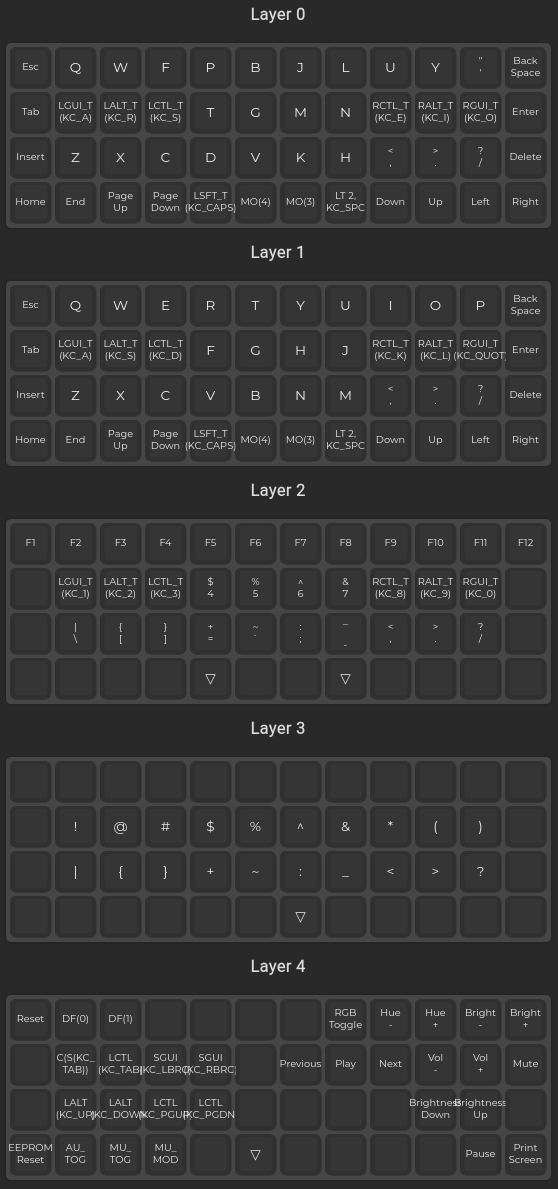 Layer 0
Esc Q W F P B J L U Y " ' Back Space
Tab LGUI_T (KC_A) LALT_T (KC_R) LCTL_T (KC_S) T G M N RCTL_T (KC_E) RALT_T (KC_I) RGUI_T (KC_O) Enter
Insert Z X C D V K H < , > . ? / Delete
Home End Page Up Page Down LSFT_T (KC_CAPS) MO(4) MO(3) LT 2, KC_SPC Down Up Left Right
Layer 1
Esc Q W E R T Y U I O P Back Space
Tab LGUI_T (KC_A) LALT_T (KC_S) LCTL_T (KC_D) F G H J RCTL_T (KC_K) RALT_T (KC_L) RGUI_T (KC_QUOT) Enter
Insert Z X C V B N M < , > . ? / Delete
Home End Page Up Page Down LSFT_T (KC_CAPS) MO(4) MO(3) LT 2, KC_SPC Down Up Left Right
Layer 2
F1 F2 F3 F4 F5 F6 F7 F8 F9 F10 F11 F12
LGUI_T (KC_1) LALT_T (KC_2) LCTL_T (KC_3) $ 4 % 5 ^ 6 & 7 RCTL_T (KC_8) RALT_T (KC_9) RGUI_T (KC_0)
| \ { [ } ] + = ~ ` : ; _ - < , > . ? /
▽ ▽
Layer 3
! @ # $ % ^ & * ( )
| { } + ~ : _ < > ?
▽
Layer 4
Reset DF(0) DF(1) RGB Toggle Hue - Hue + Bright - Bright +
C(S(KC_ TAB)) LCTL (KC_TAB) SGUI (KC_LBRC) SGUI (KC_RBRC) Previous Play Next Vol - Vol + Mute
LALT (KC_UP) LALT (KC_DOWN) LCTL (KC_PGUP) LCTL (KC_PGDN) Brightness Down Brightness Up
EEPROM Reset AU_ TOG MU_ TOG MU_ MOD ▽ Pause Print Screen